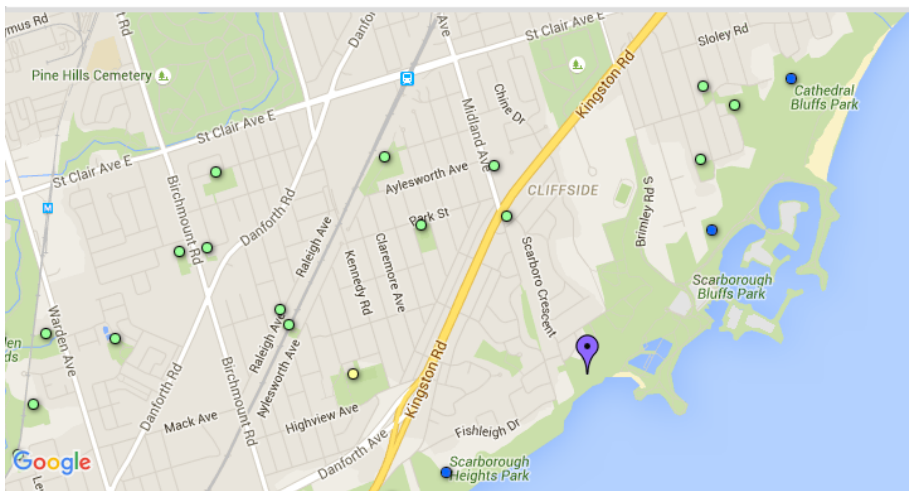 ymus Rd
Pine Hills Cemetery
St Clair Ave E
St Clair Ave E
St Clair Ave E
Danforth Rd
Birchmount Rd
Warden Ave
Raleigh Ave
Raleigh Ave
Aylesworth Ave
Aylesworth Ave
Park St
Claremore Ave
Kennedy Rd
Midland Ave
Chine Dr
Kingston Rd
Sloley Rd
Cathedral
Bluffs Park
CLIFFSIDE
Brimley Rd S
Scarboro Crescent
Scarborough
Bluffs Park
M
Danforth Rd
Birchmount Rd
Mack Ave
Highview Ave
Danforth Ave
Kingston Rd
Fishleigh Dr
Scarborough
Heights Park
Google